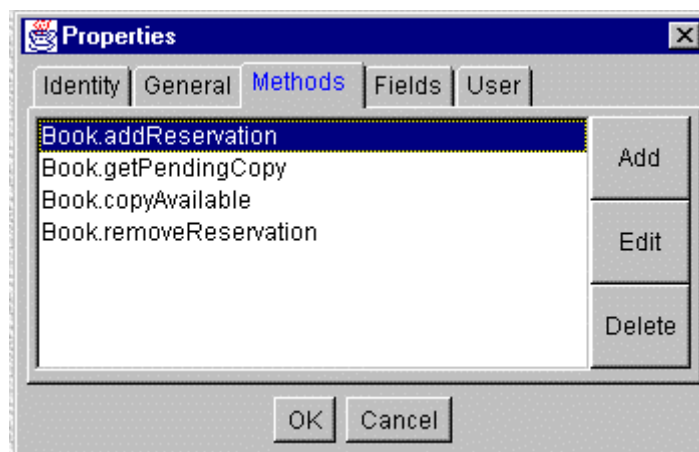 Properties
Identity General Methods Fields User
Book.addReservation
Book.getPendingCopy
Book.copyAvailable
Book.removeReservation
Add
Edit
Delete
OK Cancel